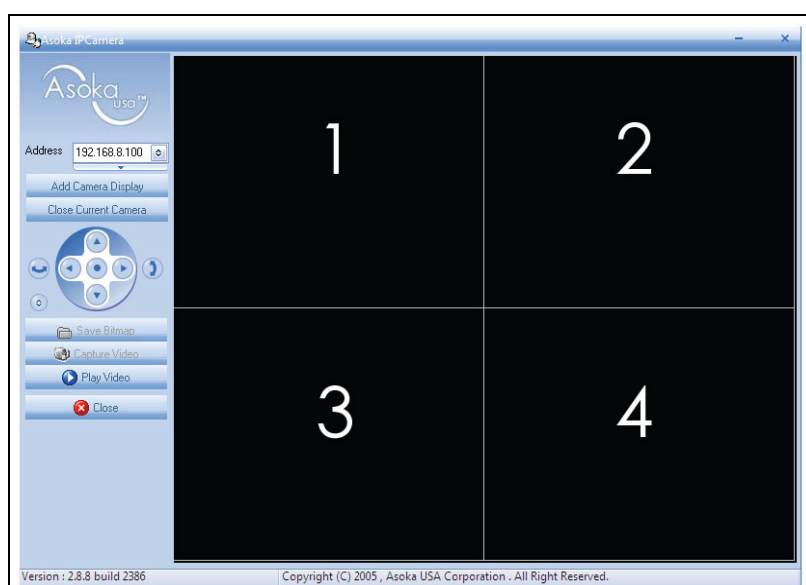 Asoka IPCamera
Asoka
usa™
Address 192.168.8.100
Add Camera Display
Close Current Camera
Save Bitmap
Capture Video
Play Video
Close
1 2
3 4
Version : 2.8.8 build 2386 Copyright (C) 2005 , Asoka USA Corporation . All Right Reserved.